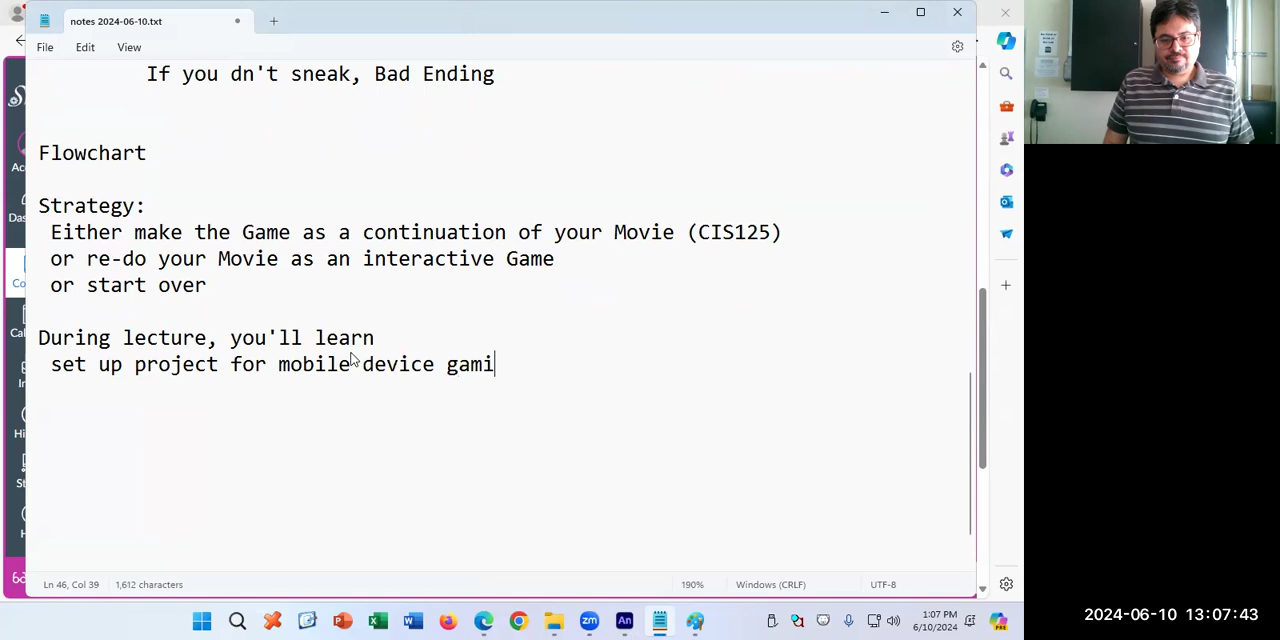 notes 2024-06-10.txt
File Edit View
If you dn't sneak, Bad Ending
Flowchart
Strategy:
Either make the Game as a continuation of your Movie (CIS125)
or re-do your Movie as an interactive Game
or start over
During lecture, you'll learn
set up project for mobile device gami
Ln 46, Col 39 1,612 characters 190% Windows (CRLF) UTF-8
1:07 PM
6/10/2024
2024-06-10 13:07:43